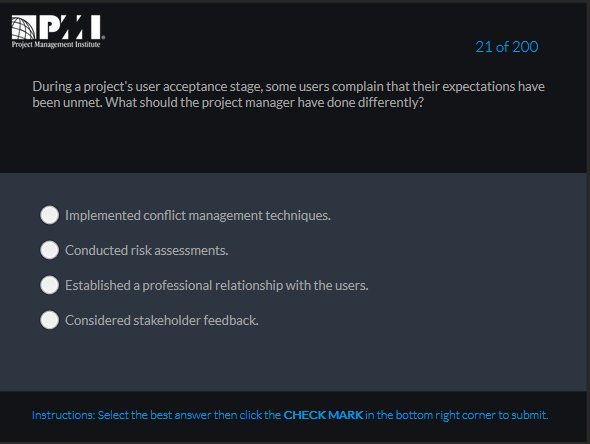 PMI
Project Management Institute
21 of 200
During a project's user acceptance stage, some users complain that their expectations have
been unmet. What should the project manager have done differently?
Implemented conflict management techniques.
Conducted risk assessments.
Established a professional relationship with the users.
Considered stakeholder feedback.
Instructions: Select the best answer then click the CHECK MARK in the bottom right corner to submit.